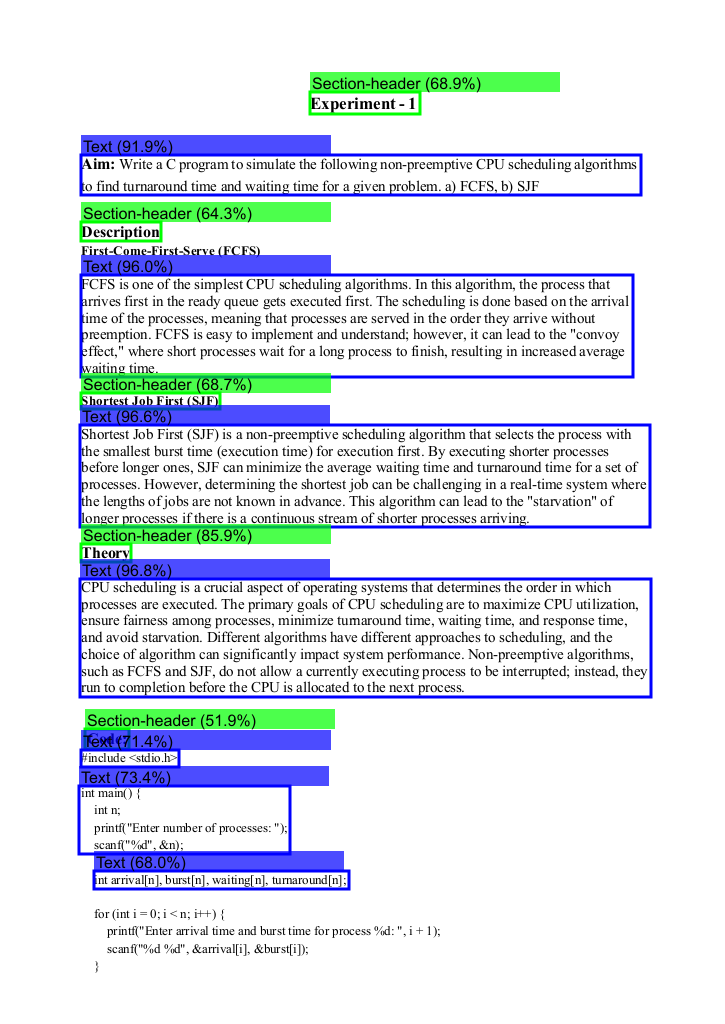 Section-header (68.9%)
Experiment - 1
Text (91.9%)
Aim: Write a C program to simulate the following non-preemptive CPU scheduling algorithms
to find turnaround time and waiting time for a given problem. a) FCFS, b) SJF
Section-header (64.3%)
Description
First-Come-First-Serve (FCFS)
Text (96.0%)
FCFS is one of the simplest CPU scheduling algorithms. In this algorithm, the process that
arrives first in the ready queue gets executed first. The scheduling is done based on the arrival
time of the processes, meaning that processes are served in the order they arrive without
preemption. FCFS is easy to implement and understand; however, it can lead to the "convoy
effect," where short processes wait for a long process to finish, resulting in increased average
waiting time.
Section-header (68.7%)
Shortest Job First (SJF)
Text (96.6%)
Shortest Job First (SJF) is a non-preemptive scheduling algorithm that selects the process with
the smallest burst time (execution time) for execution first. By executing shorter processes
before longer ones, SJF can minimize the average waiting time and turnaround time for a set of
processes. However, determining the shortest job can be challenging in a real-time system where
the lengths of jobs are not known in advance. This algorithm can lead to the "starvation" of
longer processes if there is a continuous stream of shorter processes arriving.
Section-header (85.9%)
Theory
Text (96.8%)
CPU scheduling is a crucial aspect of operating systems that determines the order in which
processes are executed. The primary goals of CPU scheduling are to maximize CPU utilization,
ensure fairness among processes, minimize turnaround time, waiting time, and response time,
and avoid starvation. Different algorithms have different approaches to scheduling, and the
choice of algorithm can significantly impact system performance. Non-preemptive algorithms,
such as FCFS and SJF, do not allow a currently executing process to be interrupted; instead, they
run to completion before the CPU is allocated to the next process.
Section-header (51.9%)
Text (71.4%)
#include <stdio.h>
Text (73.4%)
int main() {
int n;
printf("Enter number of processes: ");
scanf("%d", &n);
Text (68.0%)
int arrival[n], burst[n], waiting[n], turnaround[n];
for (int i = 0; i < n; i++) {
printf("Enter arrival time and burst time for process %d: ", i + 1);
scanf("%d %d", &arrival[i], &burst[i]);
}